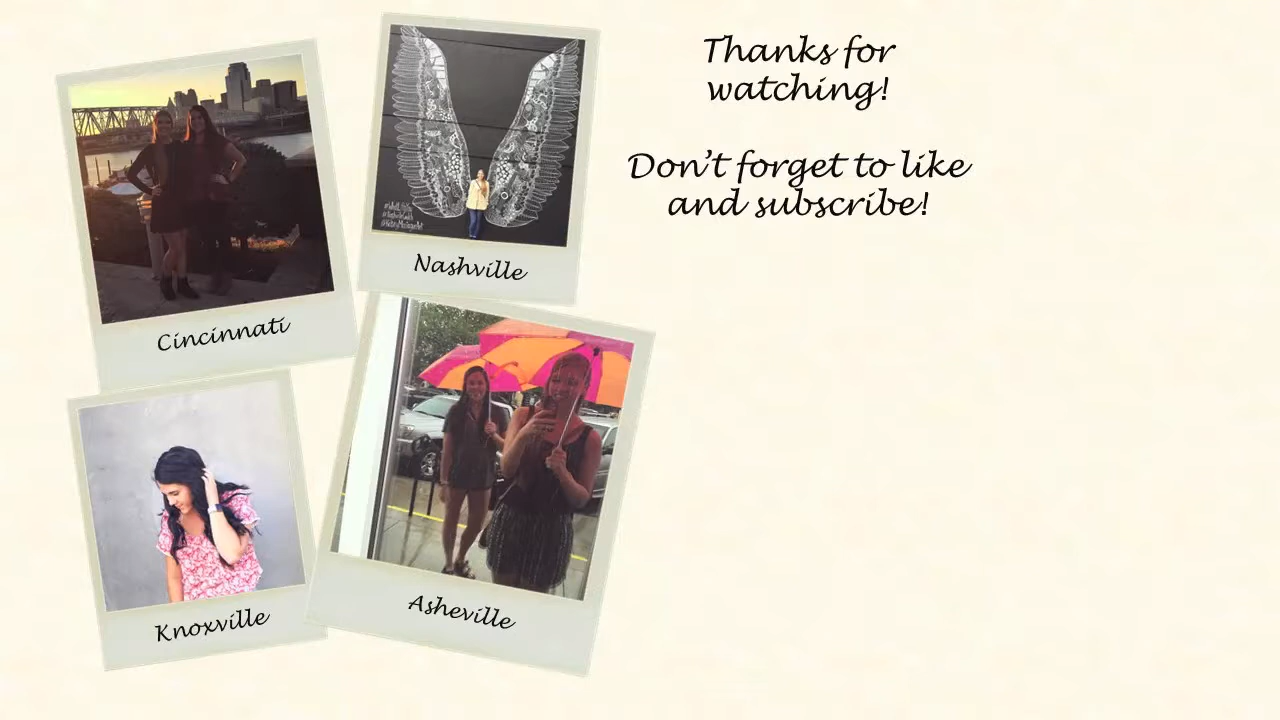 Thanks for
watching!
Don't forget to like
and subscribe!
Nashville
Cincinnati
Asheville
Knoxville